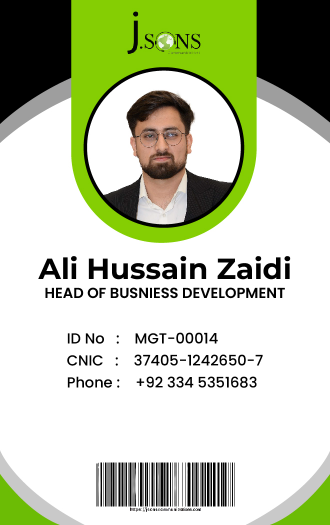 j.SONS
Ali Hussain Zaidi
HEAD OF BUSNIESS DEVELOPMENT
ID No : MGT-00014
CNIC : 37405-1242650-7
Phone : +92 334 5351683